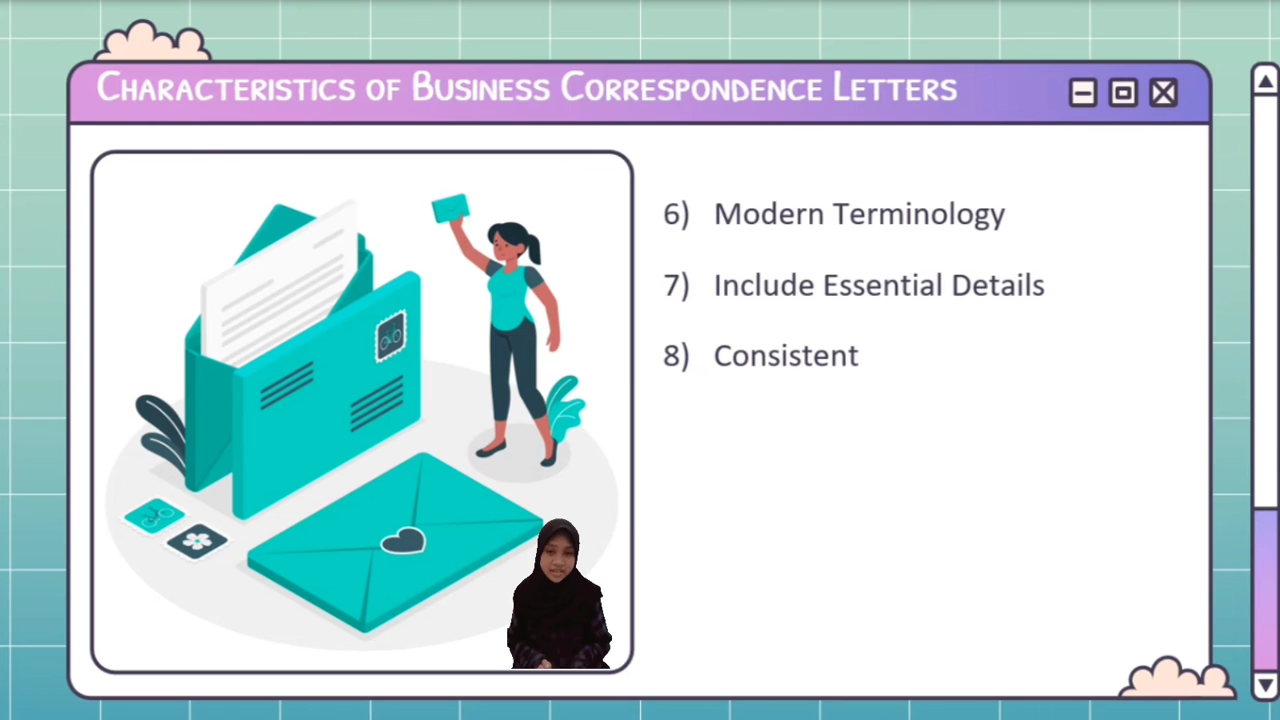 Characteristics of Business Correspondence Letters
6) Modern Terminology
7) Include Essential Details
8) Consistent